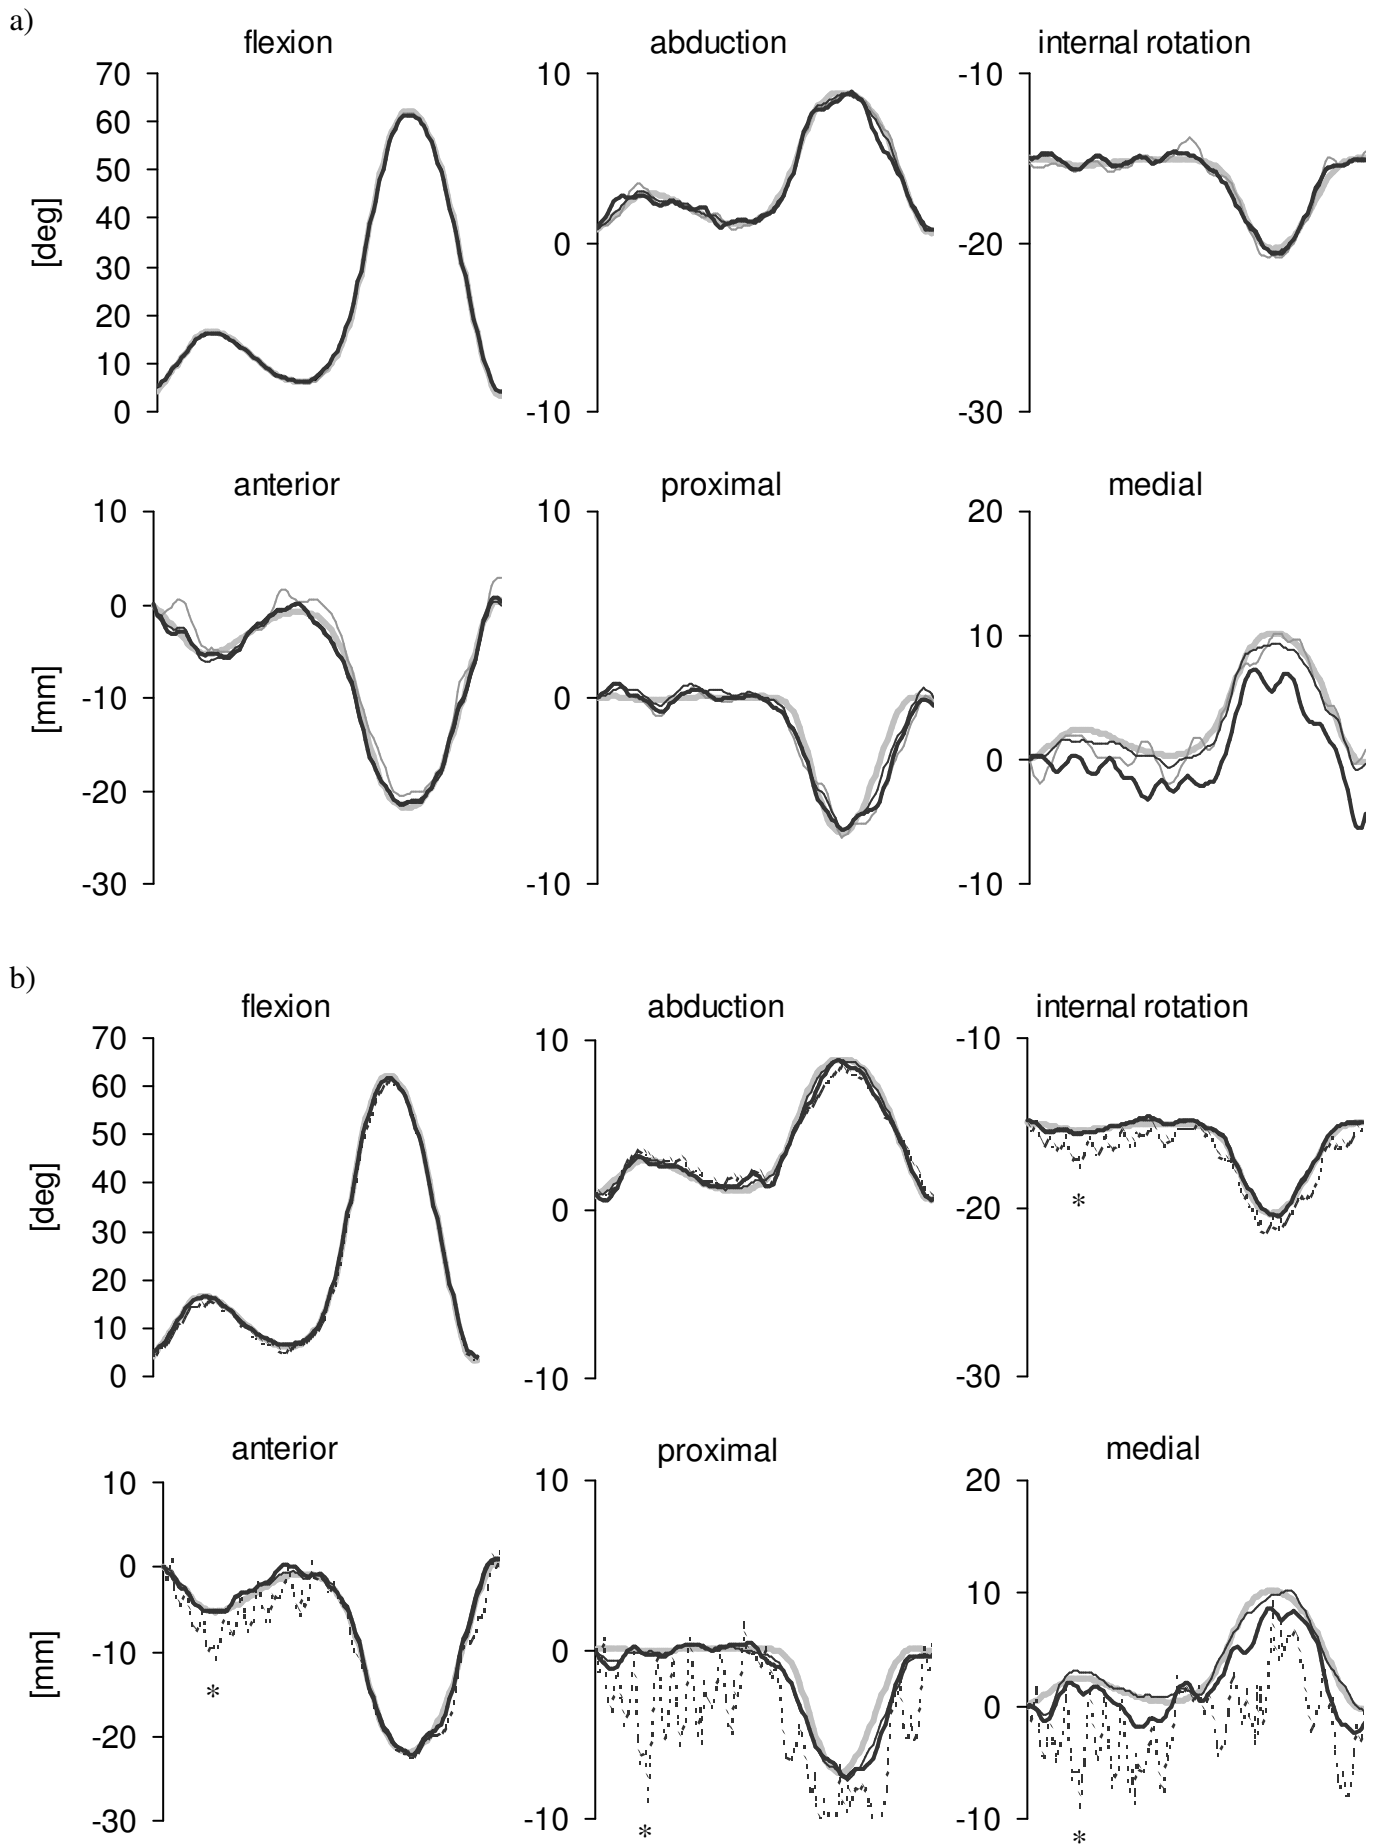 a)
flexion abduction internal rotation
70 10 -10
60
50
[deg] 40 0 -20
30
20
10
0 -10 -30
anterior proximal medial
10 10 20
0 10
[mm] -10 0 0
-20
-30 -10 -10
b)
flexion abduction internal rotation
70 10 -10
60
50
[deg] 40 0 -20
*
30
20
10
0 -10 -30
anterior proximal medial
10 10 20
0 10
[mm] -10 0 0
*
-20
-30 -10 -10
* *